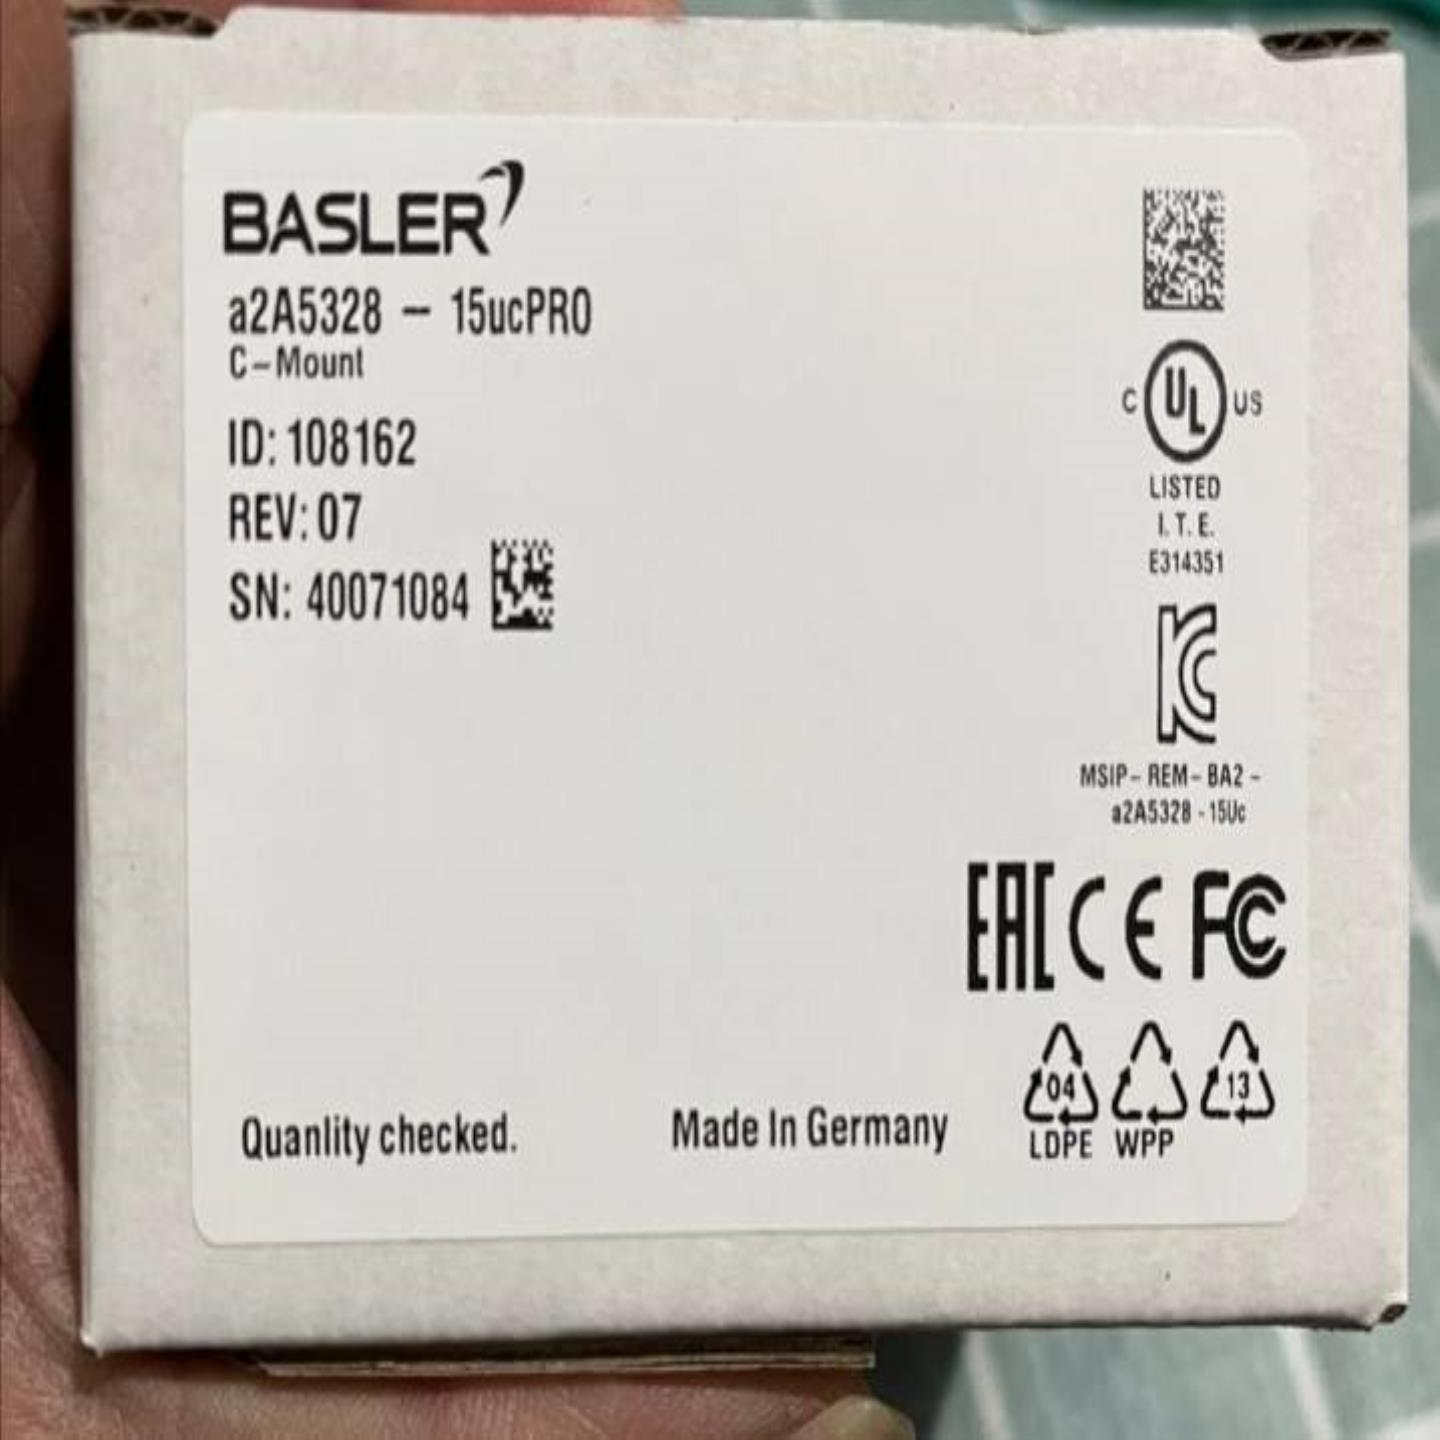 BASLER
a2A5328 - 15ucPRO
C-Mount
ID: 108162
REV: 07
SN: 40071084
C UL US
LISTED
I.T.E.
E314351
KC
MSIP- REM- BA2 -
a2A5328 -15Uc
EAC CE FC
04 13
LDPE WPP
Quanlity checked.
Made In Germany